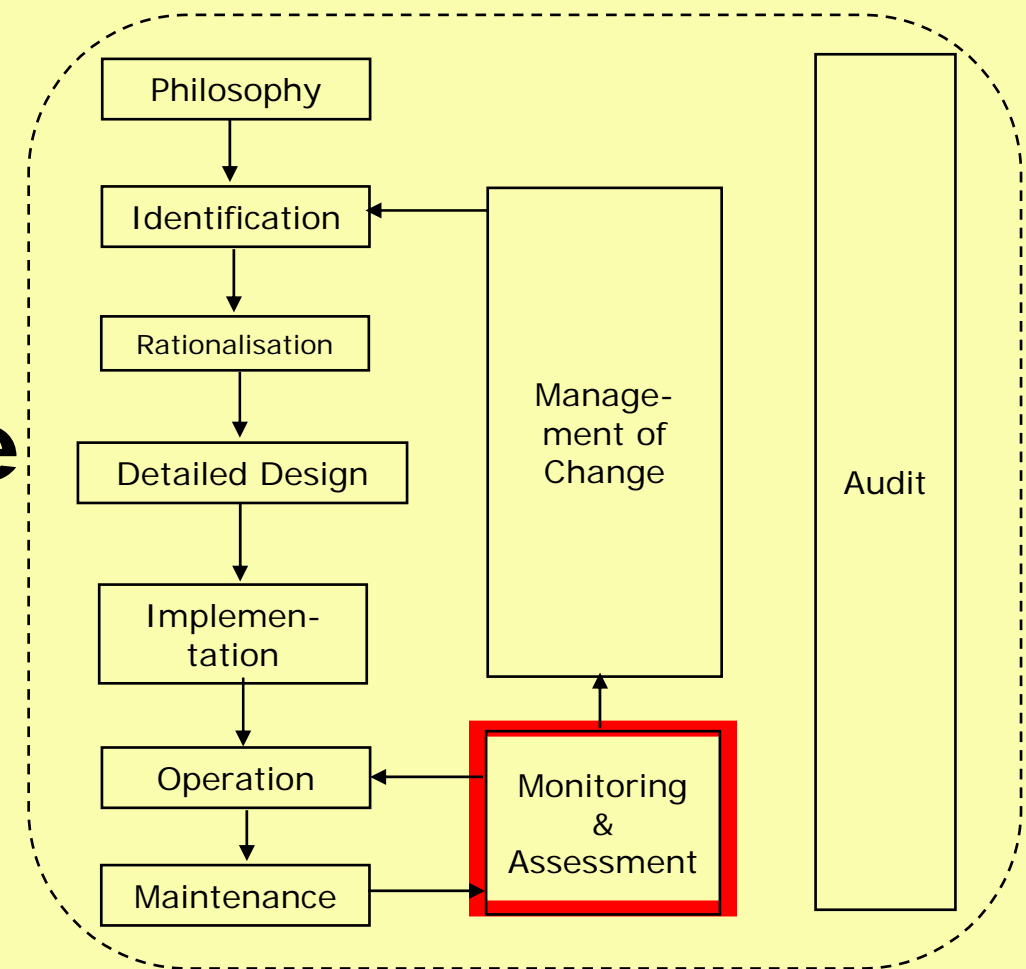 Philosophy
Identification
Rationalisation
Detailed Design
Implemen-
tation
Operation
Maintenance
Manage-
ment of
Change
Monitoring
&
Assessment
Audit
e